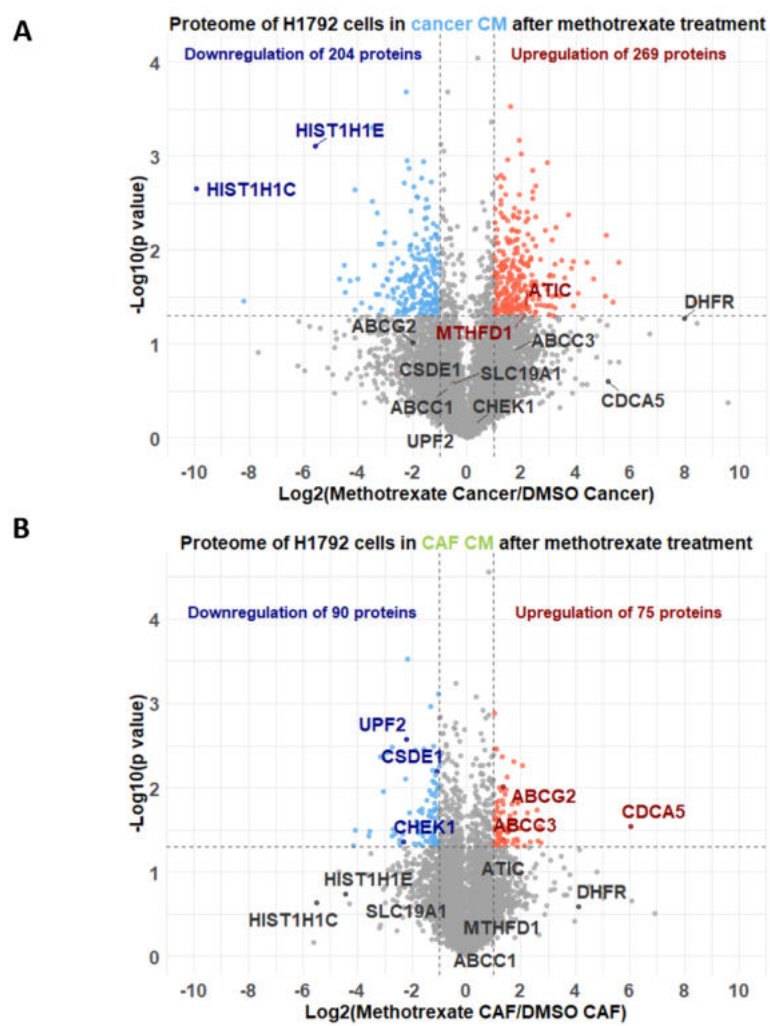 A
Proteome of H1792 cells in cancer CM after methotrexate treatment
Downregulation of 204 proteins
Upregulation of 269 proteins
4
3
2
1
0
-Log10(p value)
HIST1H1E
HIST1H1C
ATIC
DHFR
ABCG2
MTHFD1
ABCC3
CSDE1
SLC19A1
ABCC1
CHEK1
CDCA5
UPF2
-10 -8 -6 -4 -2 0 2 4 6 8 10
Log2(Methotrexate Cancer/DMSO Cancer)
B
Proteome of H1792 cells in CAF CM after methotrexate treatment
Downregulation of 90 proteins
Upregulation of 75 proteins
4
3
2
1
0
-Log10(p value)
UPF2
CSDE1
ABCG2
CDCA5
CHEK1
ABCC3
ATIC
HIST1H1E
DHFR
SLC19A1
HIST1H1C
MTHFD1
ABCC1
-10 -8 -6 -4 -2 0 2 4 6 8 10
Log2(Methotrexate CAF/DMSO CAF)